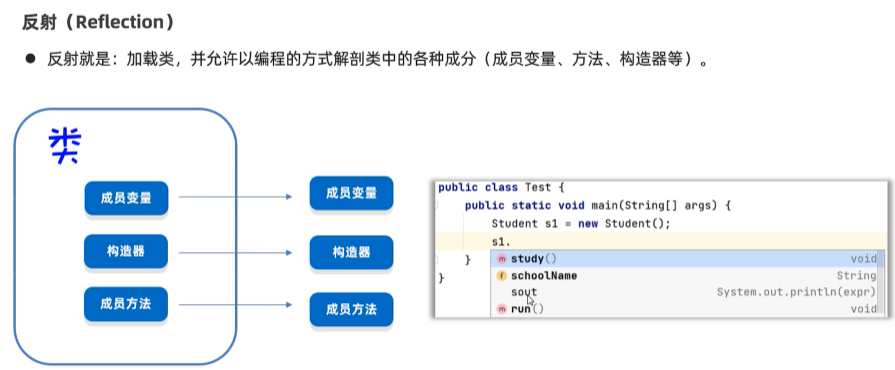 反射（Reflection）
● 反射就是：加载类，并允许以编程的方式解剖类中的各种成分（成员变量、方法、构造器等）。
类
成员变量
成员变量
构造器
构造器
成员方法
成员方法
public class Test {
public static void main(String[] args) {
Student s1 = new Student();
s1.
}
}
m study() void
f schoolName String
sout System.out.println(expr)
m run() void